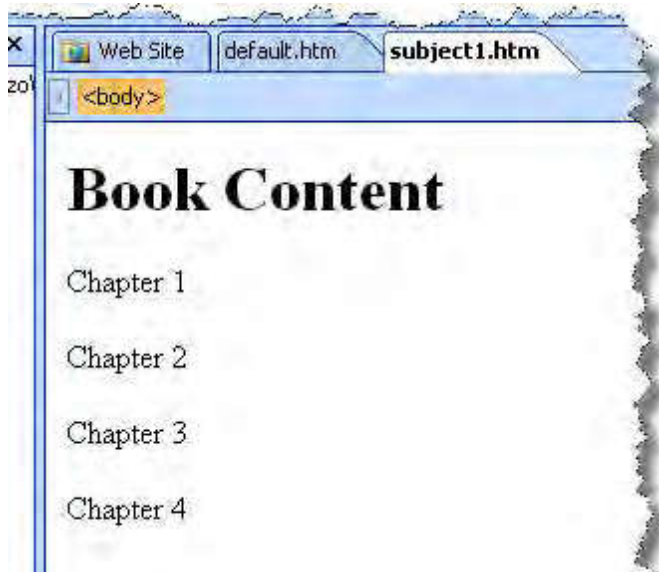 Web Site default.htm subject1.htm
<body>
Book Content
Chapter 1
Chapter 2
Chapter 3
Chapter 4